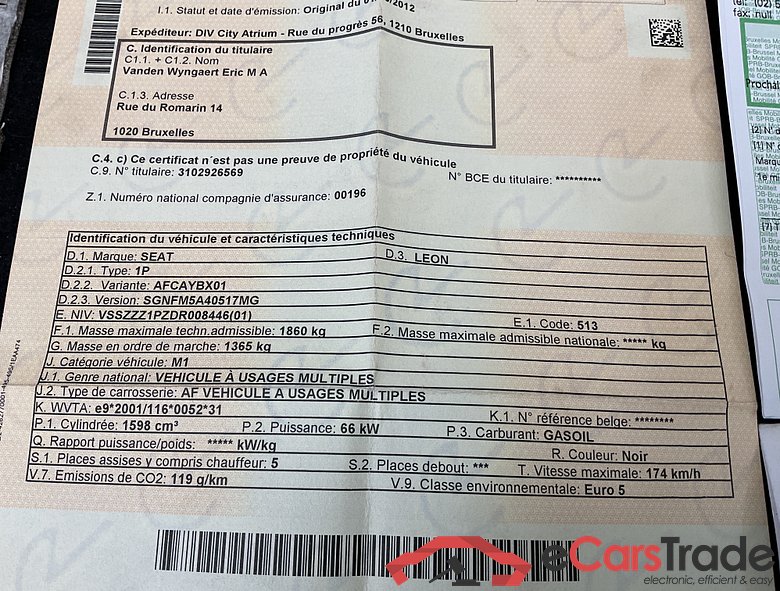 I.1. Statut et date d'émission: Original du /2012
Expéditeur: DIV City Atrium - Rue du progrès 56, 1210 Bruxelles
C. Identification du titulaire
C1.1. + C1.2. Nom
Vanden Wyngaert Eric M A
C.1.3. Adresse
Rue du Romarin 14
1020 Bruxelles
C.4. c) Ce certificat n´est pas une preuve de propriété du véhicule
C.9. N° titulaire: 3102926569 N° BCE du titulaire: **********
Z.1. Numéro national compagnie d'assurance: 00196
Identification du véhicule et caractéristiques techniques
D.1. Marque: SEAT D.3. LEON
D.2.1. Type: 1P
D.2.2. Variante: AFCAYBX01
D.2.3. Version: SGNFM5A40517MG
E. NIV: VSSZZZ1PZDR008446(01) E.1. Code: 513
F.1. Masse maximale techn.admissible: 1860 kg F.2. Masse maximale admissible nationale: ***** kg
G. Masse en ordre de marche: 1365 kg
J. Catégorie véhicule: M1
J.1. Genre national: VEHICULE À USAGES MULTIPLES
J.2. Type de carrosserie: AF VEHICULE A USAGES MULTIPLES
K. WVTA: e9*2001/116*0052*31 K.1. N° référence belge: ********
P.1. Cylindrée: 1598 cm³ P.2. Puissance: 66 kW P.3. Carburant: GASOIL
Q. Rapport puissance/poids: ***** kW/kg R. Couleur: Noir
S.1. Places assises y compris chauffeur: 5 S.2. Places debout: *** T. Vitesse maximale: 174 km/h
V.7. Emissions de CO2: 119 g/km V.9. Classe environnementale: Euro 5
eCarsTrade
electronic, efficient & easy
fax: null